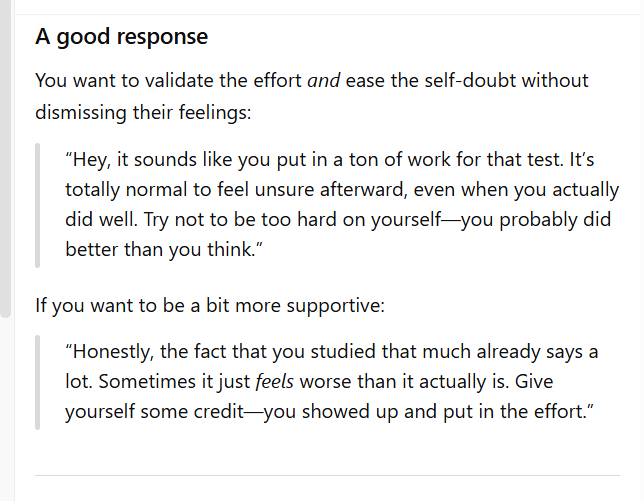 A good response
You want to validate the effort and ease the self-doubt without
dismissing their feelings:
“Hey, it sounds like you put in a ton of work for that test. It’s
totally normal to feel unsure afterward, even when you actually
did well. Try not to be too hard on yourself—you probably did
better than you think.”
If you want to be a bit more supportive:
“Honestly, the fact that you studied that much already says a
lot. Sometimes it just feels worse than it actually is. Give
yourself some credit—you showed up and put in the effort.”